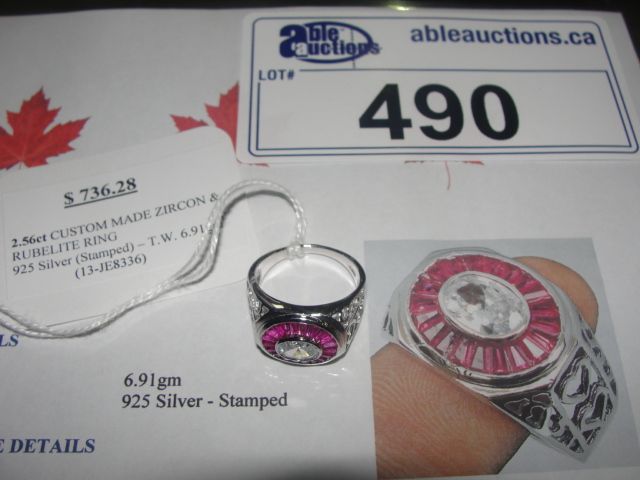 able
auctions
ableauctions.ca
LOT#
490
$ 736.28
2.56ct CUSTOM MADE ZIRCON &
RUBELITE RING
925 Silver (Stamped) – T.W. 6.91
(13-JE8336)
6.91gm
925 Silver - Stamped
DETAILS